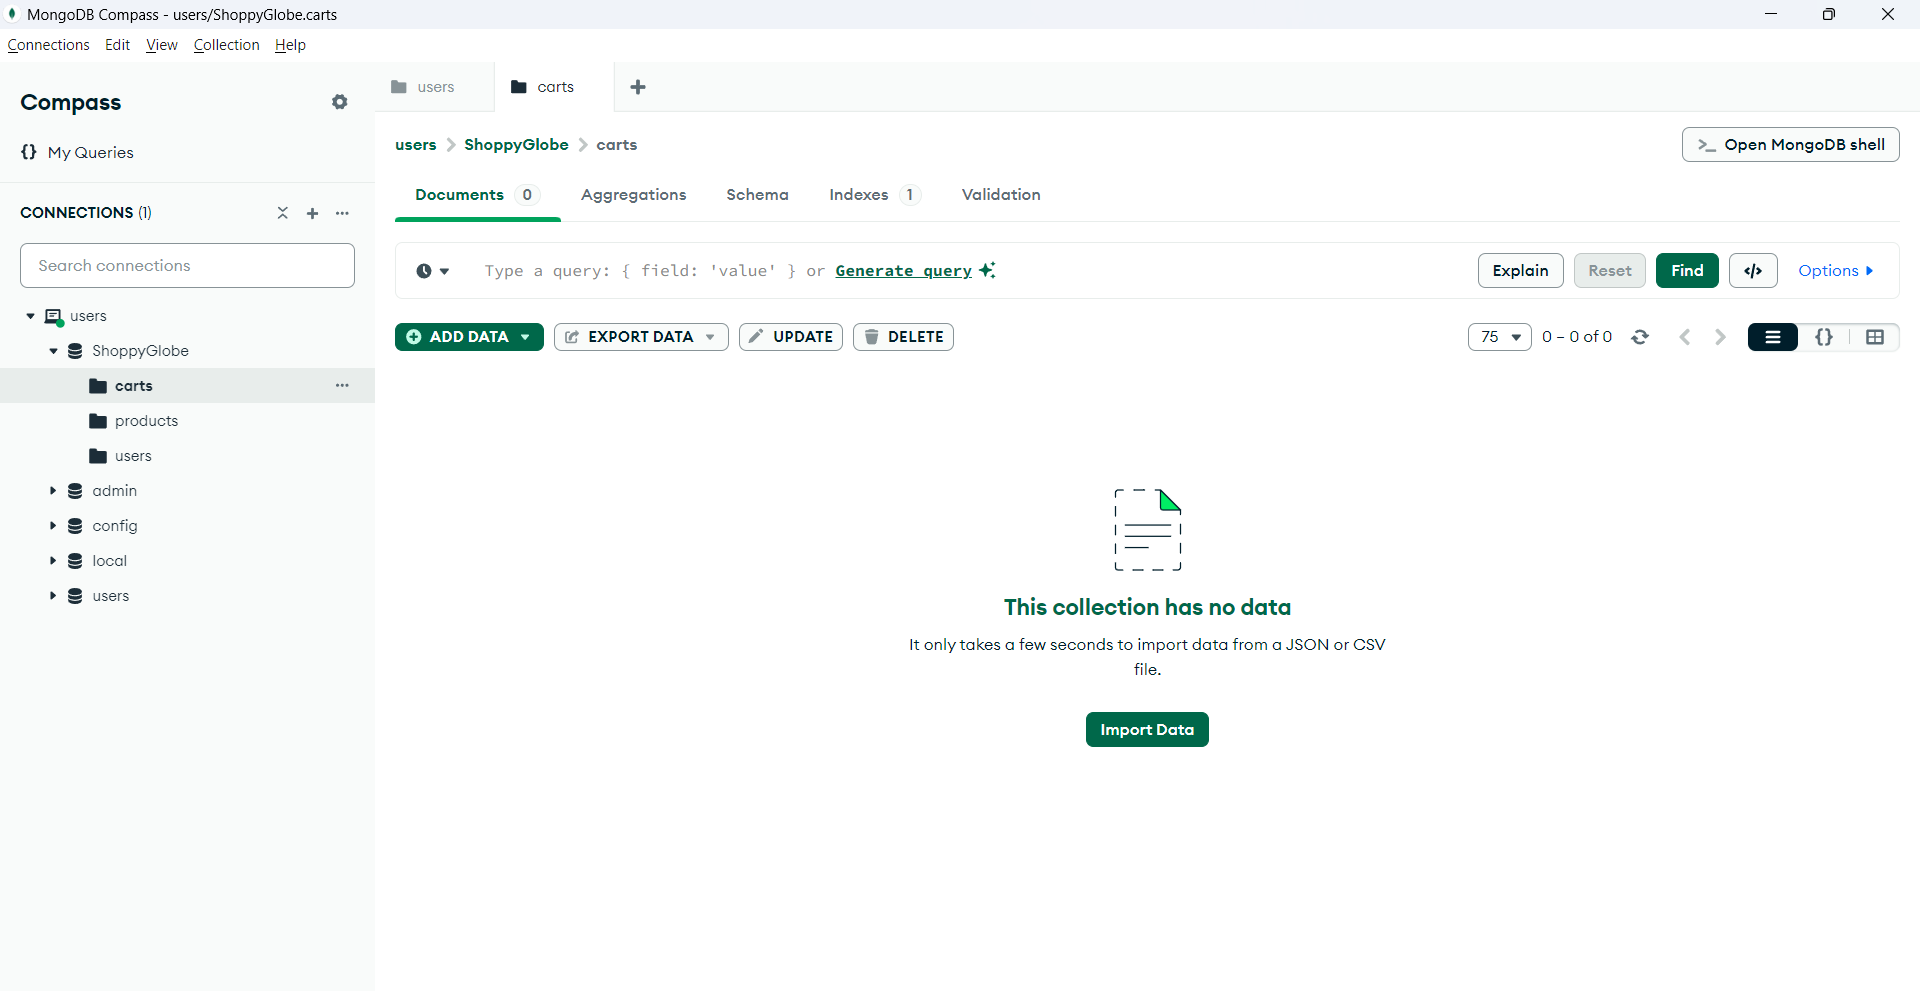 MongoDB Compass - users/ShoppyGlobe.carts
Connections Edit View Collection Help
Compass
{} My Queries
CONNECTIONS (1)
Search connections
users
ShoppyGlobe
carts
products
users
admin
config
local
users
users carts
users ShoppyGlobe carts
>_ Open MongoDB shell
Documents 0 Aggregations Schema Indexes 1 Validation
Type a query: { field: 'value' } or Generate query
Explain Reset Find </> Options
ADD DATA EXPORT DATA UPDATE DELETE
75 0 – 0 of 0 {}
This collection has no data
It only takes a few seconds to import data from a JSON or CSV
file.
Import Data